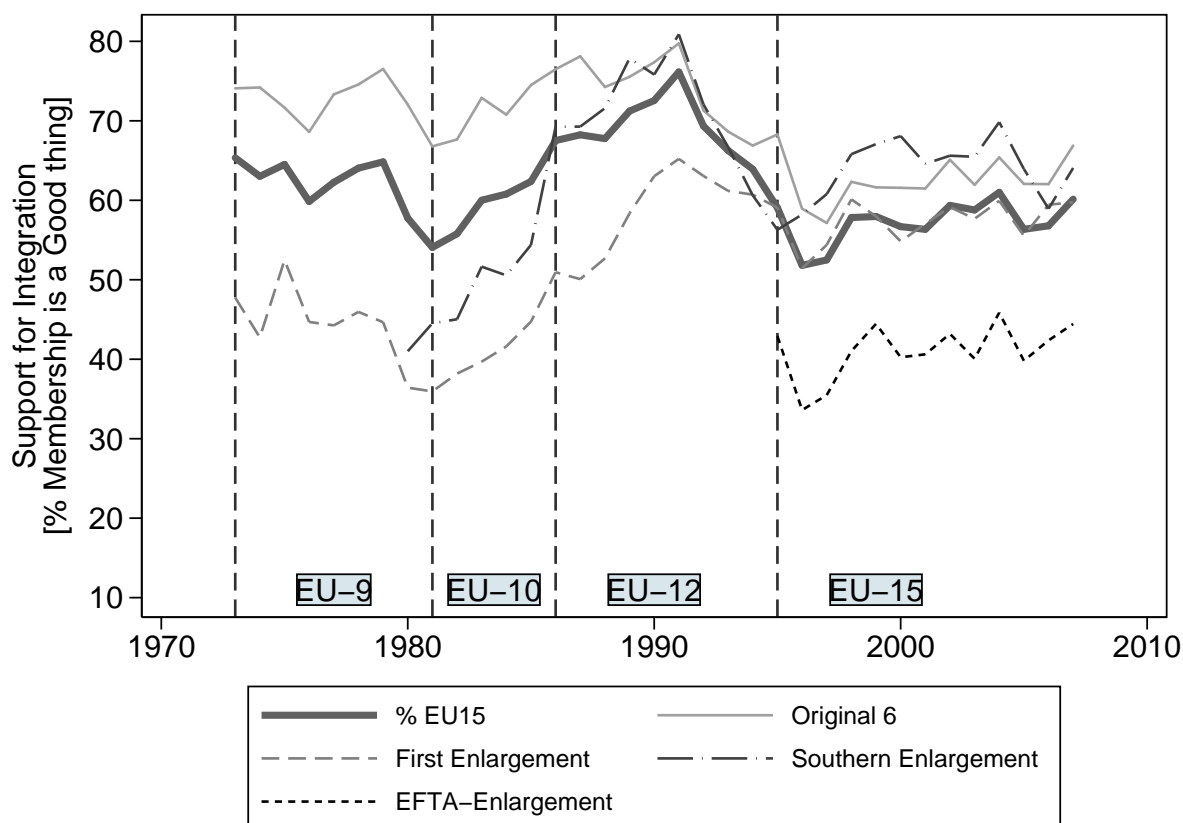 Support for Integration
[% Membership is a Good thing]
80
70
60
50
40
30
20
10
EU−9
EU−10
EU−12
EU−15
1970
1980
1990
2000
2010
% EU15
Original 6
First Enlargement
Southern Enlargement
EFTA−Enlargement